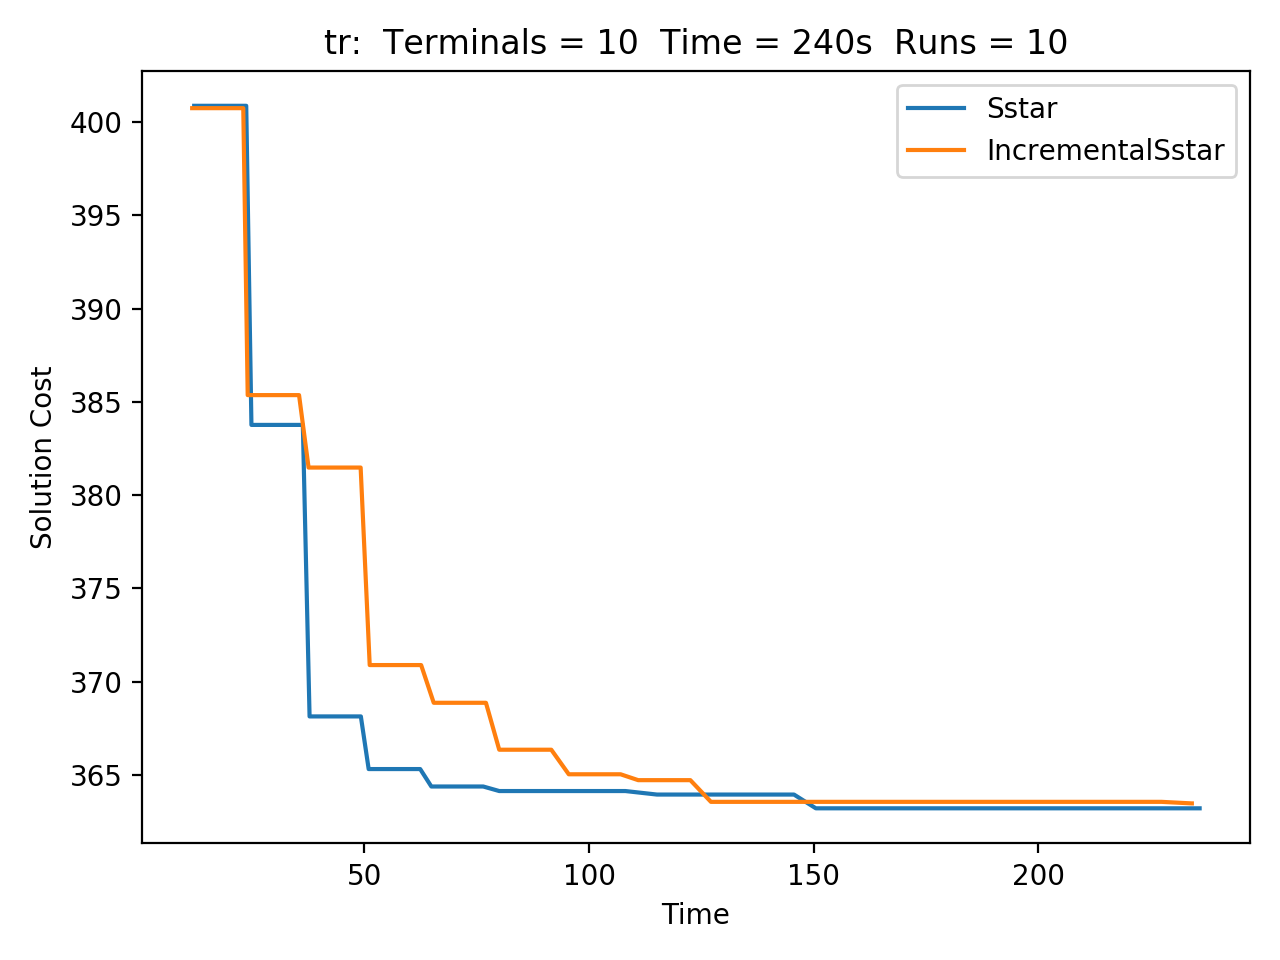 tr:  Terminals = 10  Time = 240s  Runs = 10
Sstar
IncrementalSstar
400
395
390
385
380
375
370
365
Solution Cost
50
100
150
200
Time